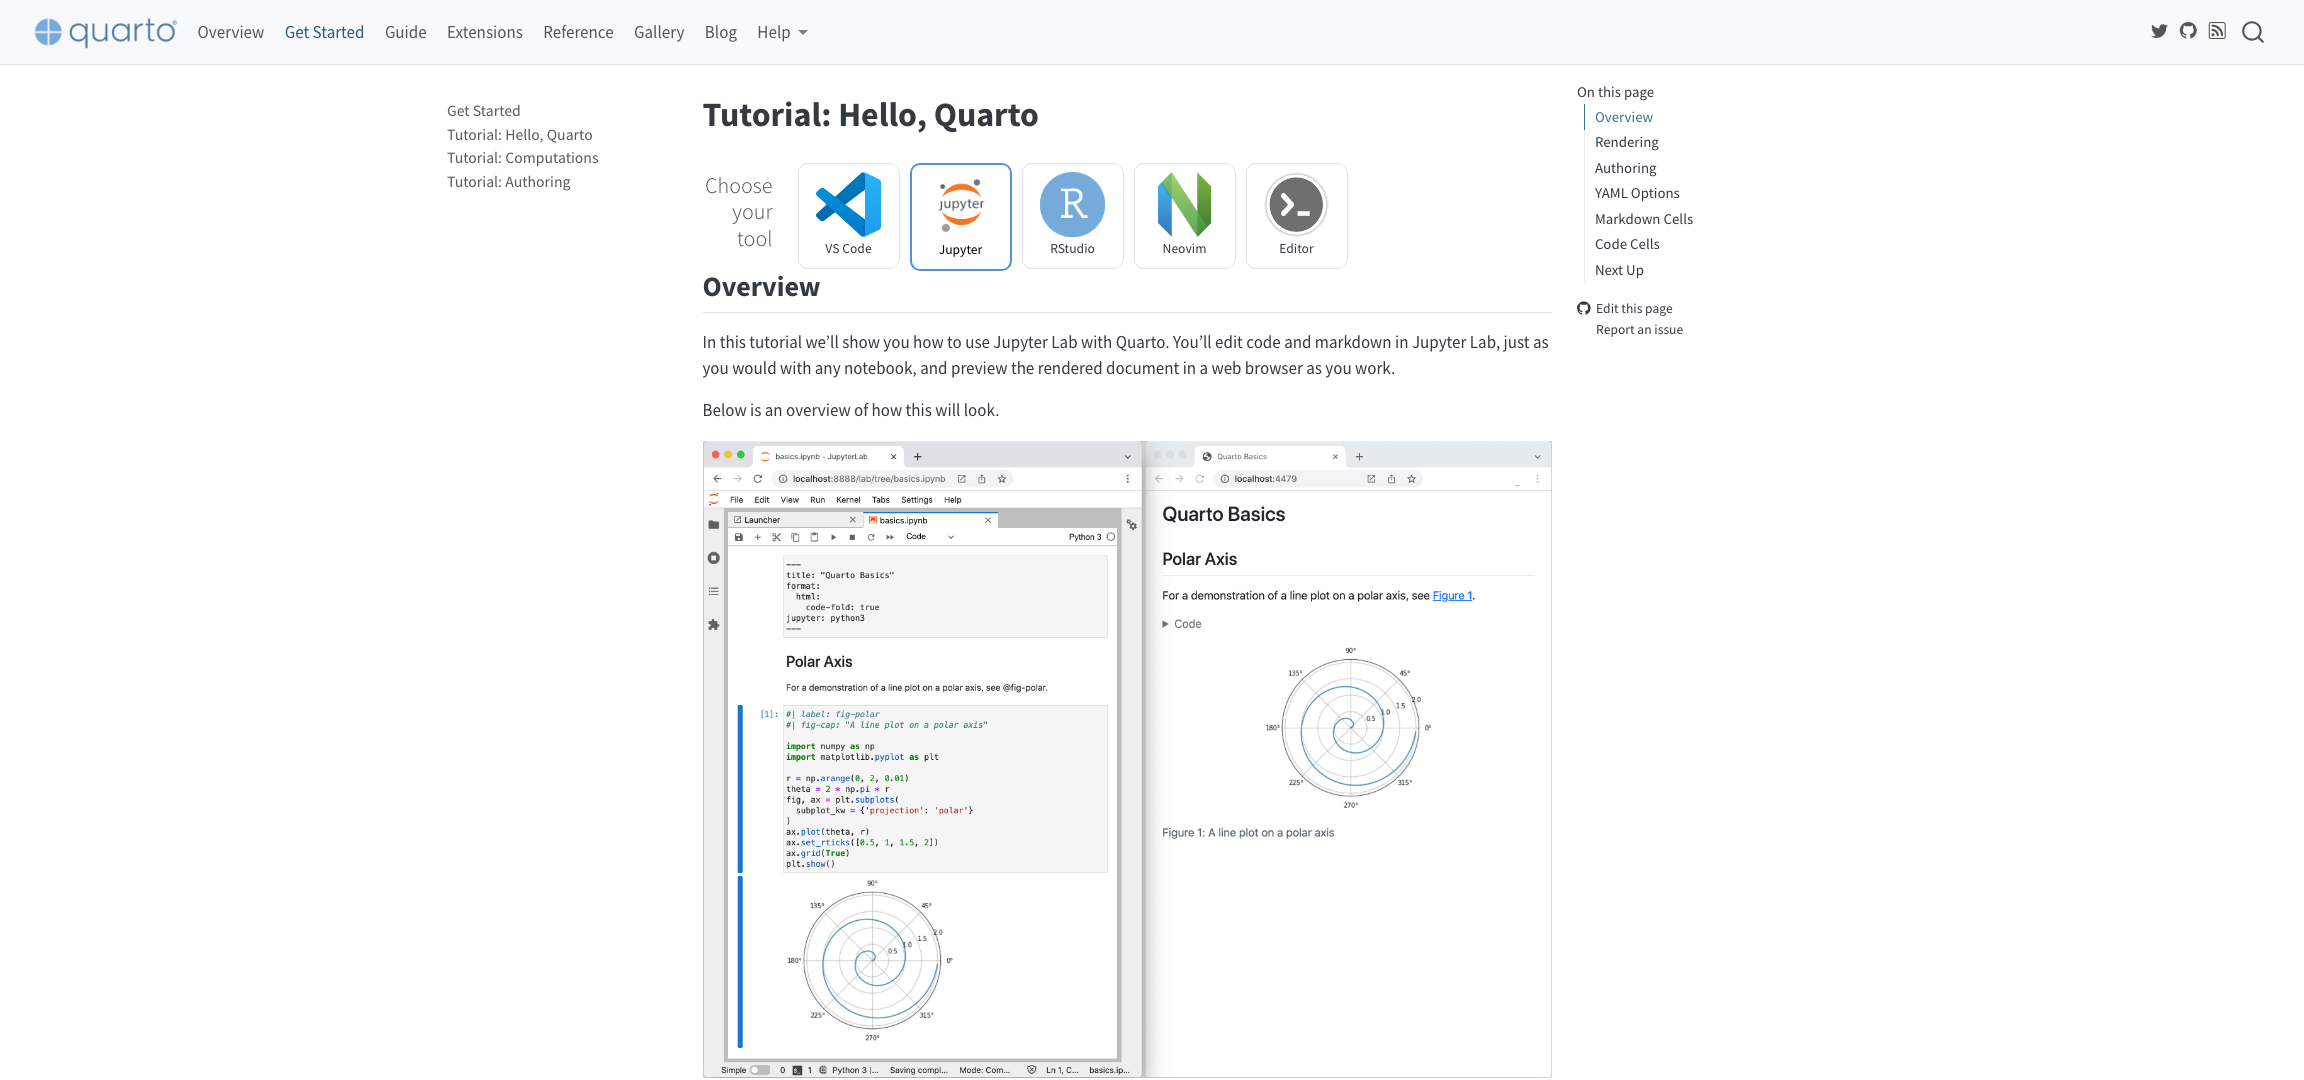 quarto
Overview
Get Started
Guide
Extensions
Reference
Gallery
Blog
Help
Get Started
Tutorial: Hello, Quarto
Tutorial: Computations
Tutorial: Authoring
Tutorial: Hello, Quarto
Choose
your
tool
VS Code
jupyter
Jupyter
R
RStudio
Neovim
Editor
Overview
In this tutorial we’ll show you how to use Jupyter Lab with Quarto. You’ll edit code and markdown in Jupyter Lab, just as
you would with any notebook, and preview the rendered document in a web browser as you work.
Below is an overview of how this will look.
basics.ipynb - JupyterLab
localhost:8888/lab/tree/basics.ipynb
File Edit View Run Kernel Tabs Settings Help
Launcher
basics.ipynb
Code
Python 3
---
title: "Quarto Basics"
format:
  html:
    code-fold: true
jupyter: python3
---
Polar Axis
For a demonstration of a line plot on a polar axis, see @fig-polar.
[1]:
#| label: fig-polar
#| fig-cap: "A line plot on a polar axis"
import numpy as np
import matplotlib.pyplot as plt
r = np.arange(0, 2, 0.01)
theta = 2 * np.pi * r
fig, ax = plt.subplots(
  subplot_kw = {'projection': 'polar'}
)
ax.plot(theta, r)
ax.set_rticks([0.5, 1, 1.5, 2])
ax.grid(True)
plt.show()
90°
135°
45°
2.0
1.5
1.0
0.5
180°
0°
225°
315°
270°
Simple 0 1 Python 3 |... Saving compl... Mode: Com... Ln 1, C... basics.ip...
Quarto Basics
localhost:4479
Quarto Basics
Polar Axis
For a demonstration of a line plot on a polar axis, see Figure 1.
Code
90°
135°
45°
2.0
1.5
1.0
0.5
180°
0°
225°
315°
270°
Figure 1: A line plot on a polar axis
On this page
Overview
Rendering
Authoring
YAML Options
Markdown Cells
Code Cells
Next Up
Edit this page
Report an issue